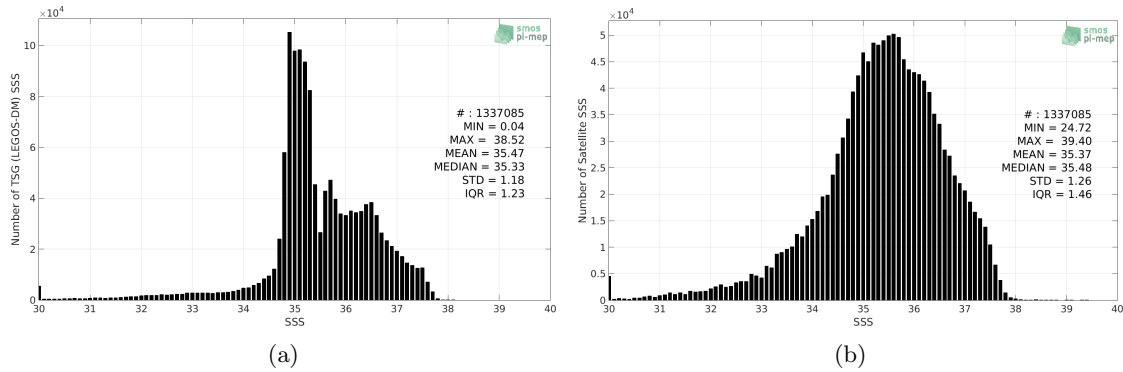 ×10⁴
Number of TSG (LEGOS-DM) SSS
10
8
6
4
2
0
30 31 32 33 34 35 36 37 38 39 40
SSS
smos
pi-mep
# : 1337085
MIN = 0.04
MAX = 38.52
MEAN = 35.47
MEDIAN = 35.33
STD = 1.18
IQR = 1.23
(a)
×10⁴
Number of Satellite SSS
5
4.5
4
3.5
3
2.5
2
1.5
1
0.5
0
30 31 32 33 34 35 36 37 38 39 40
SSS
smos
pi-mep
# : 1337085
MIN = 24.72
MAX = 39.40
MEAN = 35.37
MEDIAN = 35.48
STD = 1.26
IQR = 1.46
(b)